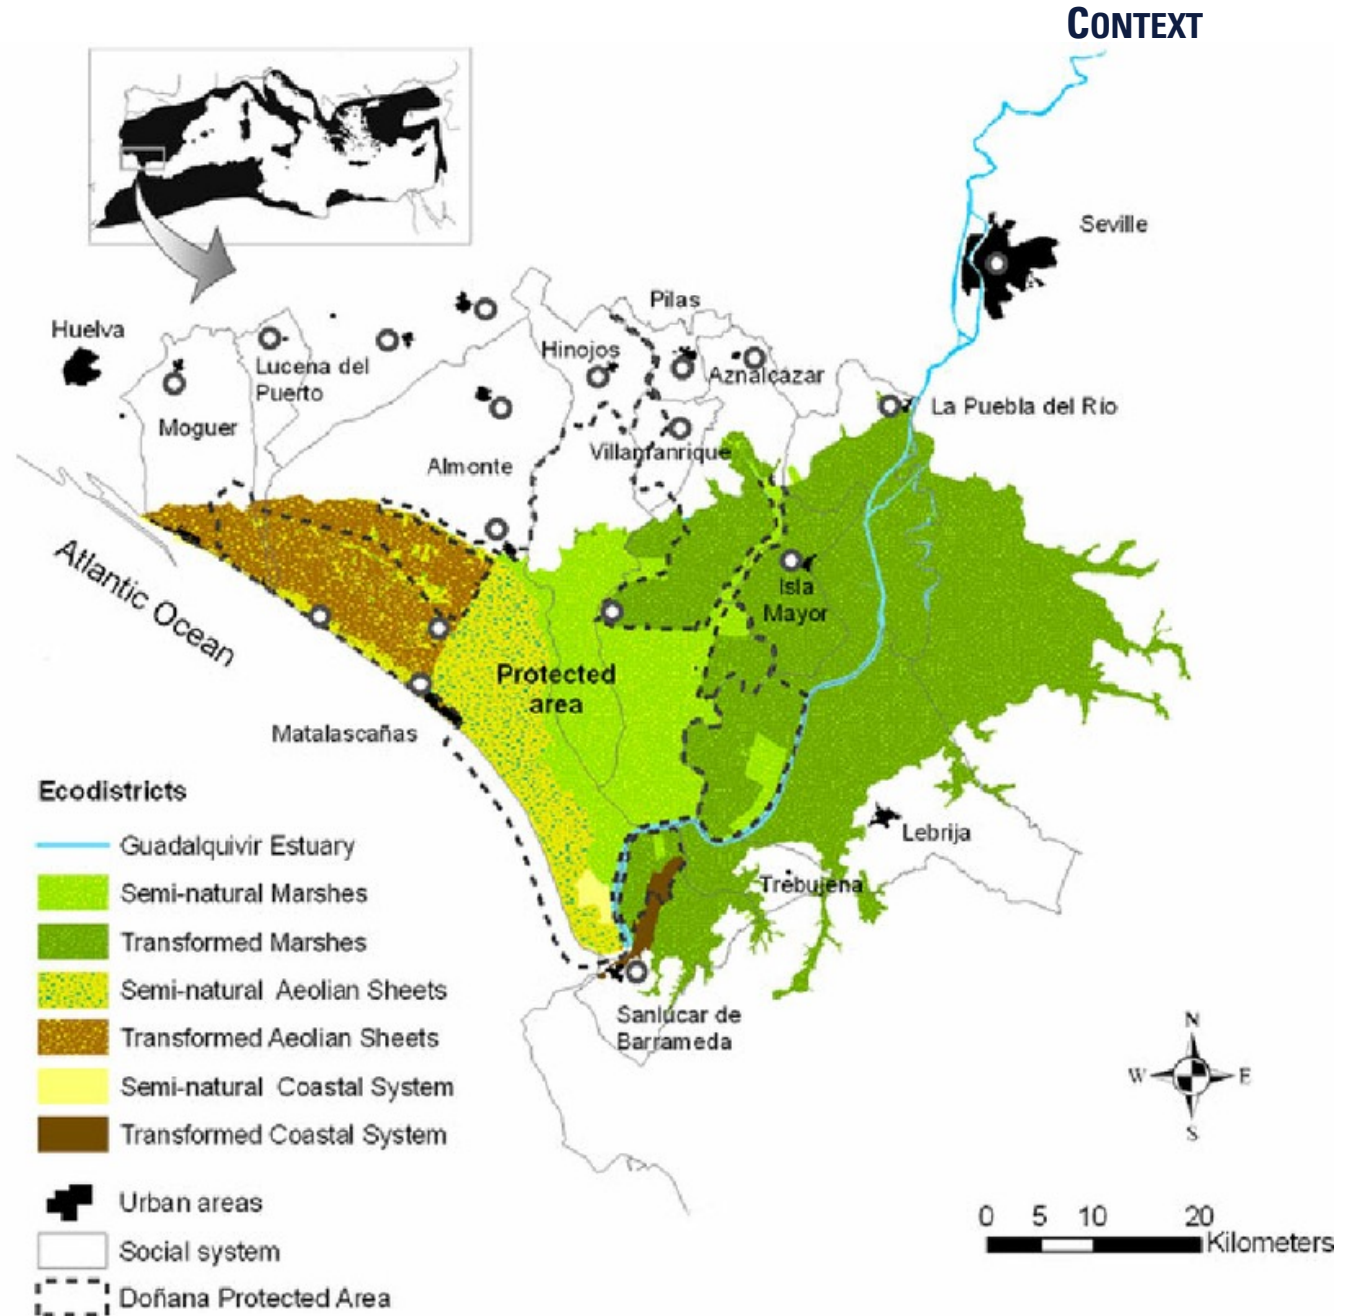 CONTEXT
Seville
Pilas
Huelva
Hinojos
Lucena del
Puerto
Aznalcazar
La Puebla del Río
Moguer
Villamanrique
Almonte
Atlantic Ocean
Isla
Mayor
Protected
area
Matalascañas
Lebrija
Trebujena
Sanlúcar de
Barrameda
Ecodistricts
Guadalquivir Estuary
Semi-natural Marshes
Transformed Marshes
Semi-natural Aeolian Sheets
Transformed Aeolian Sheets
Semi-natural Coastal System
Transformed Coastal System
Urban areas
Social system
Doñana Protected Area
N
W E
S
0 5 10 20
Kilometers